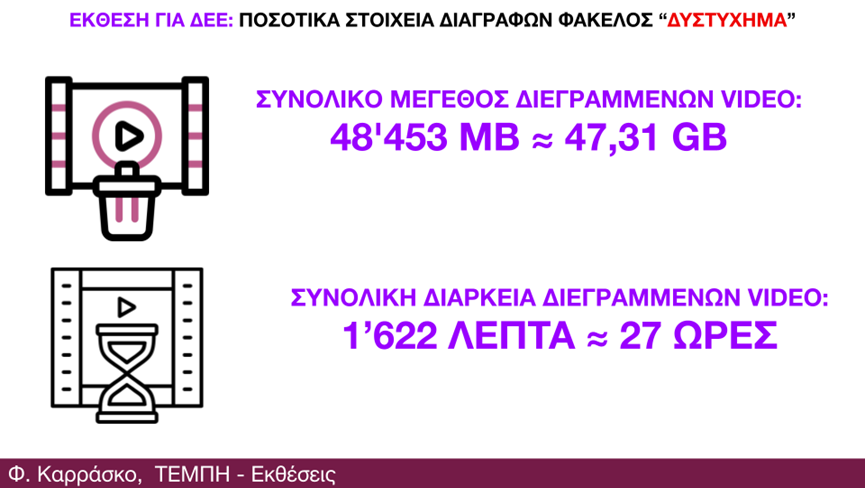 ΕΚΘΕΣΗ ΓΙΑ ΔΕΕ: ΠΟΣΟΤΙΚΑ ΣΤΟΙΧΕΙΑ ΔΙΑΓΡΑΦΩΝ ΦΑΚΕΛΟΣ “ΔΥΣΤΥΧΗΜΑ”
ΣΥΝΟΛΙΚΟ ΜΕΓΕΘΟΣ ΔΙΕΓΡΑΜΜΕΝΩΝ VIDEO:
48'453 MB ≈ 47,31 GB
ΣΥΝΟΛΙΚΗ ΔΙΑΡΚΕΙΑ ΔΙΕΓΡΑΜΜΕΝΩΝ VIDEO:
1’622 ΛΕΠΤΑ ≈ 27 ΩΡΕΣ
Φ. Καρράσκο, ΤΕΜΠΗ - Εκθέσεις